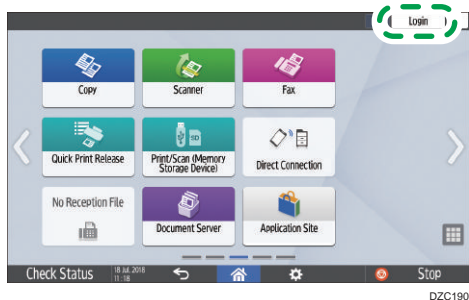 Login
Copy
Scanner
Fax
Quick Print Release
Print/Scan (Memory
Storage Device)
Direct Connection
No Reception File
Document Server
Application Site
Check Status
18 Jul. 2018
11:18
Stop
DZC190